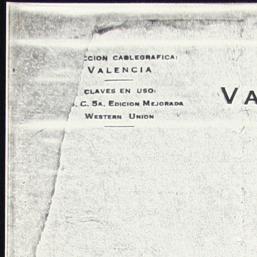 CCION CABLEGRAFICA:
VALENCIA
CLAVES EN USO:
. C. 5A. EDICION MEJORADA
WESTERN UNION
VA